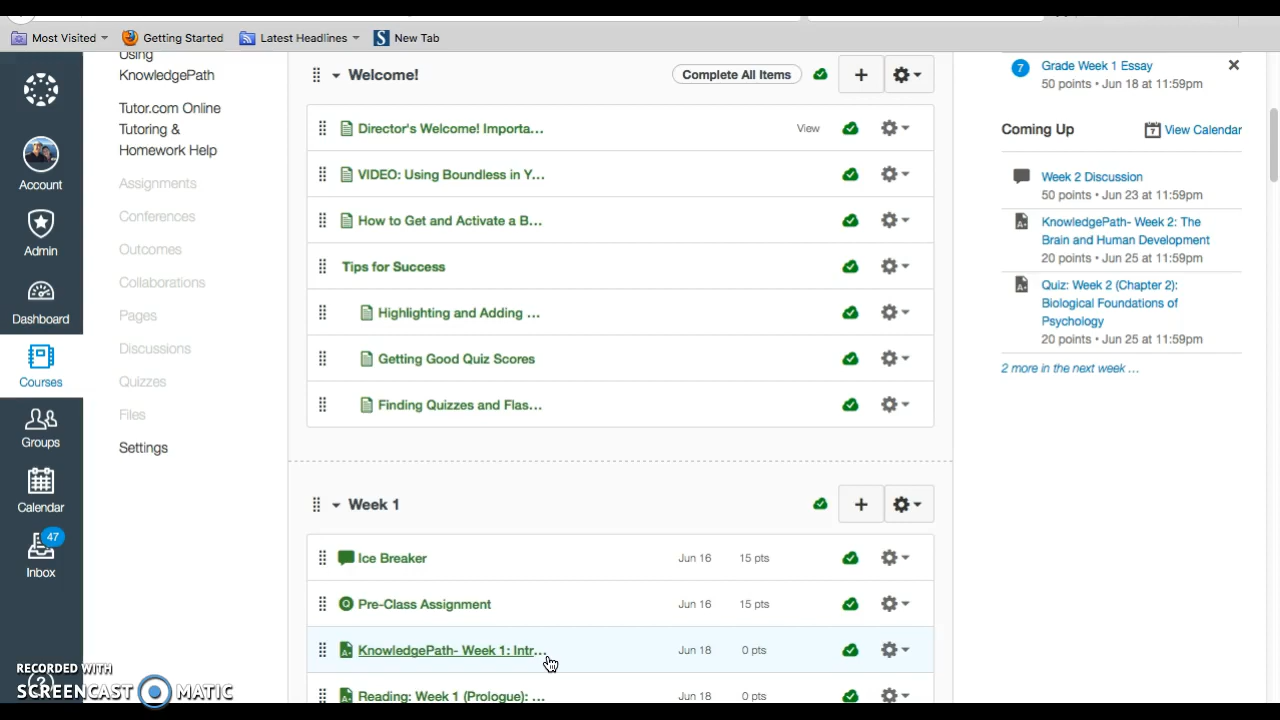 Most Visited
Getting Started
Latest Headlines
S New Tab
Account
Admin
Dashboard
Courses
Groups
Calendar
47
Inbox
Using
KnowledgePath
Tutor.com Online
Tutoring &
Homework Help
Assignments
Conferences
Outcomes
Collaborations
Pages
Discussions
Quizzes
Files
Settings
Welcome!
Complete All Items
+
Director's Welcome! Importa...
View
VIDEO: Using Boundless in Y...
How to Get and Activate a B...
Tips for Success
Highlighting and Adding ...
Getting Good Quiz Scores
Finding Quizzes and Flas...
Week 1
+
Ice Breaker Jun 16 15 pts
Q Pre-Class Assignment Jun 16 15 pts
A+ KnowledgePath- Week 1: Intr... Jun 18 0 pts
A+ Reading: Week 1 (Prologue): ... Jun 18 0 pts
7 Grade Week 1 Essay
50 points • Jun 18 at 11:59pm
Coming Up
7 View Calendar
Week 2 Discussion
50 points • Jun 23 at 11:59pm
A+ KnowledgePath- Week 2: The
Brain and Human Development
20 points • Jun 25 at 11:59pm
A+ Quiz: Week 2 (Chapter 2):
Biological Foundations of
Psychology
20 points • Jun 25 at 11:59pm
2 more in the next week ...
RECORDED WITH
SCREENCAST MATIC